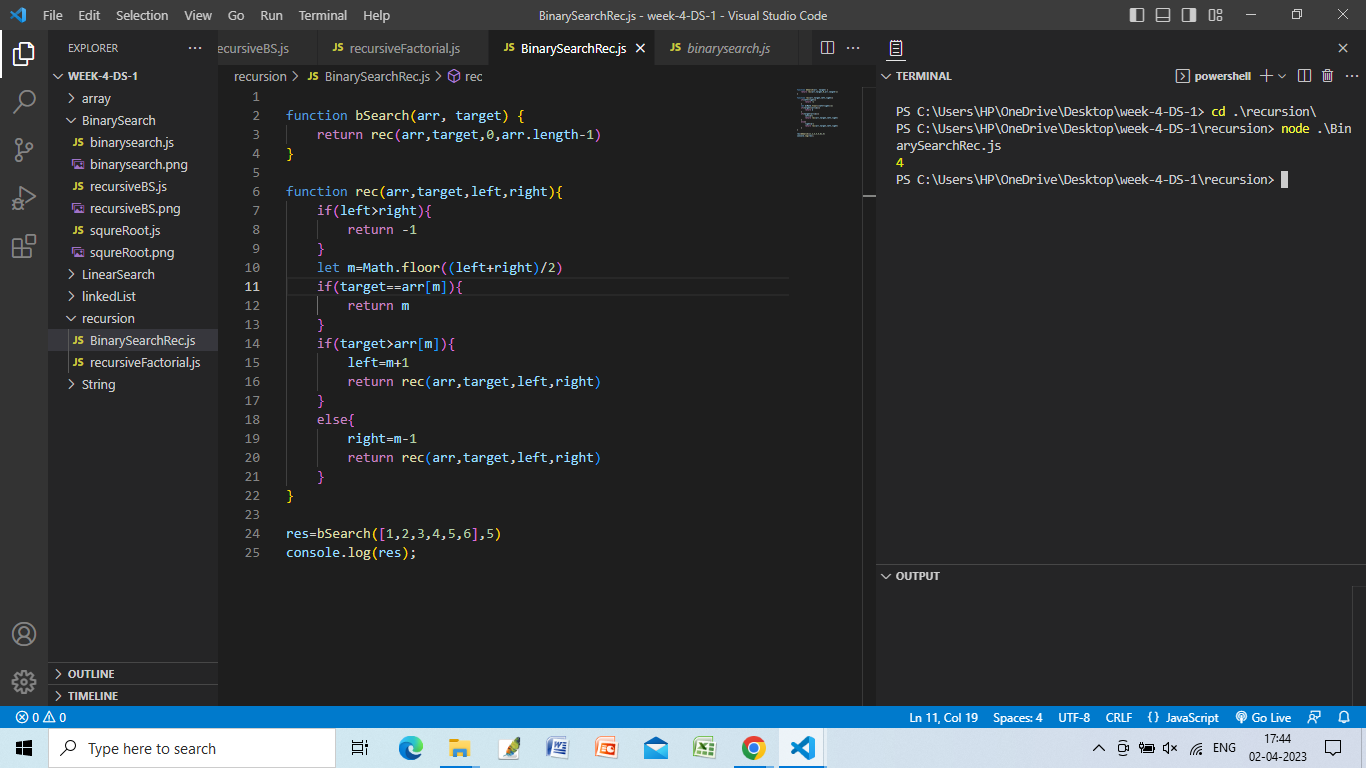 File Edit Selection View Go Run Terminal Help BinarySearchRec.js - week-4-DS-1 - Visual Studio Code
EXPLORER
WEEK-4-DS-1
array
BinarySearch
JS binarysearch.js
binarysearch.png
JS recursiveBS.js
recursiveBS.png
JS squreRoot.js
squreRoot.png
LinearSearch
linkedList
recursion
JS BinarySearchRec.js
JS recursiveFactorial.js
String
OUTLINE
TIMELINE
ecursiveBS.js JS recursiveFactorial.js JS BinarySearchRec.js JS binarysearch.js
recursion > JS BinarySearchRec.js > rec
1
2 function bSearch(arr, target) {
3     return rec(arr,target,0,arr.length-1)
4 }
5
6 function rec(arr,target,left,right){
7     if(left>right){
8         return -1
9     }
10     let m=Math.floor((left+right)/2)
11     if(target==arr[m]){
12         return m
13     }
14     if(target>arr[m]){
15         left=m+1
16         return rec(arr,target,left,right)
17     }
18     else{
19         right=m-1
20         return rec(arr,target,left,right)
21     }
22 }
23
24 res=bSearch([1,2,3,4,5,6],5)
25 console.log(res);
TERMINAL powershell
PS C:\Users\HP\OneDrive\Desktop\week-4-DS-1> cd .\recursion\
PS C:\Users\HP\OneDrive\Desktop\week-4-DS-1\recursion> node .\Bin
arySearchRec.js
4
PS C:\Users\HP\OneDrive\Desktop\week-4-DS-1\recursion>
OUTPUT
0 0 Ln 11, Col 19 Spaces: 4 UTF-8 CRLF {} JavaScript Go Live
Type here to search
ENG 17:44
02-04-2023